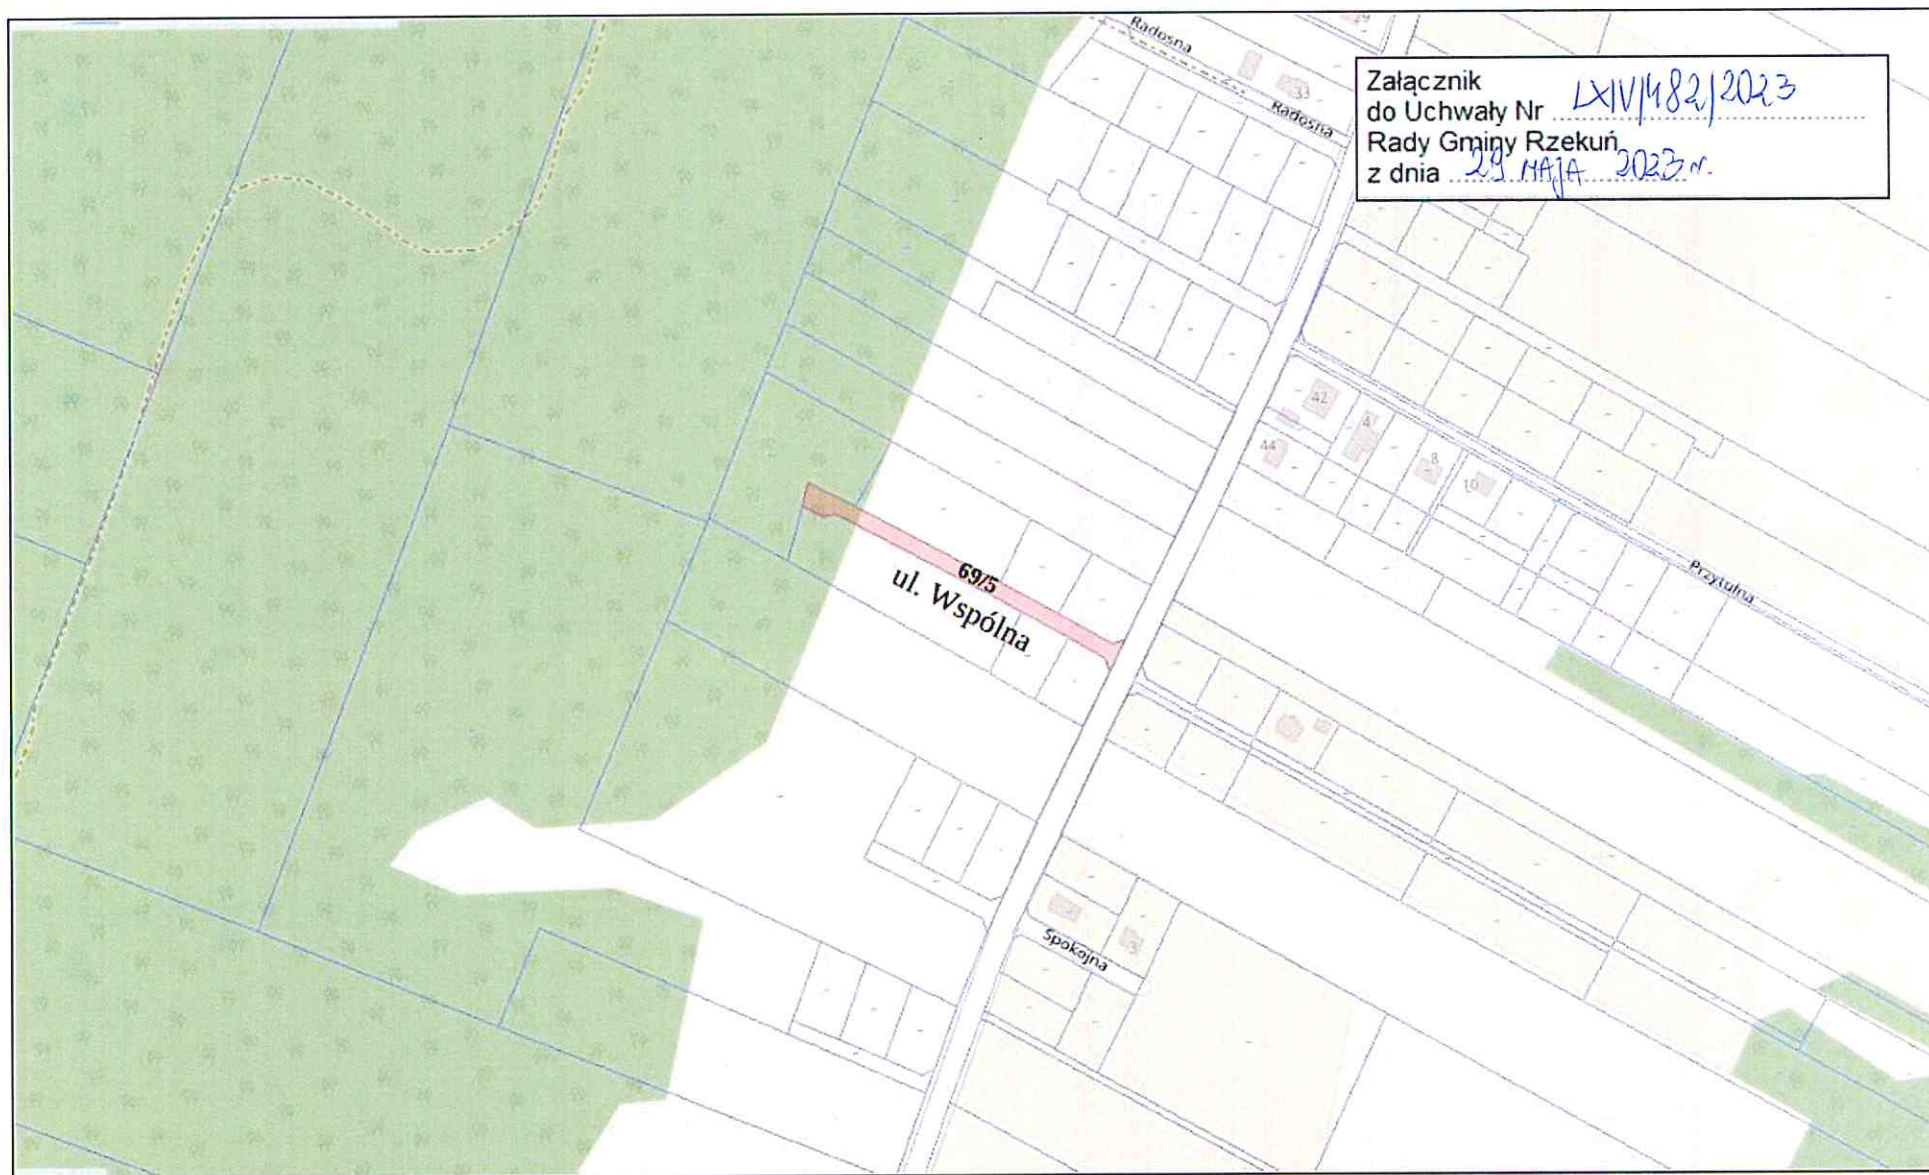 Radosna
19
33
Radosna
Załącznik
do Uchwały Nr LXIV/482/2023
Rady Gminy Rzekuń
z dnia 29 MAJA 2023 r.
42
4
44
8
10
Przytulna
69/5
ul. Wspólna
Spokojna